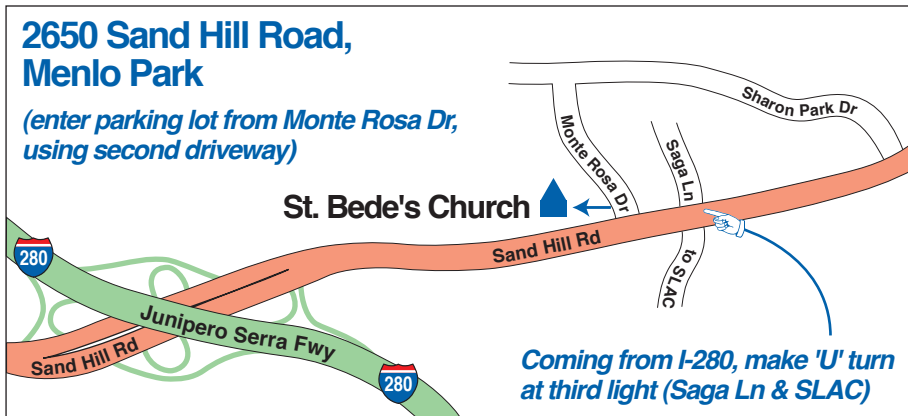 2650 Sand Hill Road,
Menlo Park
(enter parking lot from Monte Rosa Dr,
using second driveway)
Sharon Park Dr
Monte Rosa Dr
Saga Ln
St. Bede's Church
Sand Hill Rd
to SLAC
280
Junipero Serra Fwy
Sand Hill Rd
280
Coming from I-280, make 'U' turn
at third light (Saga Ln & SLAC)